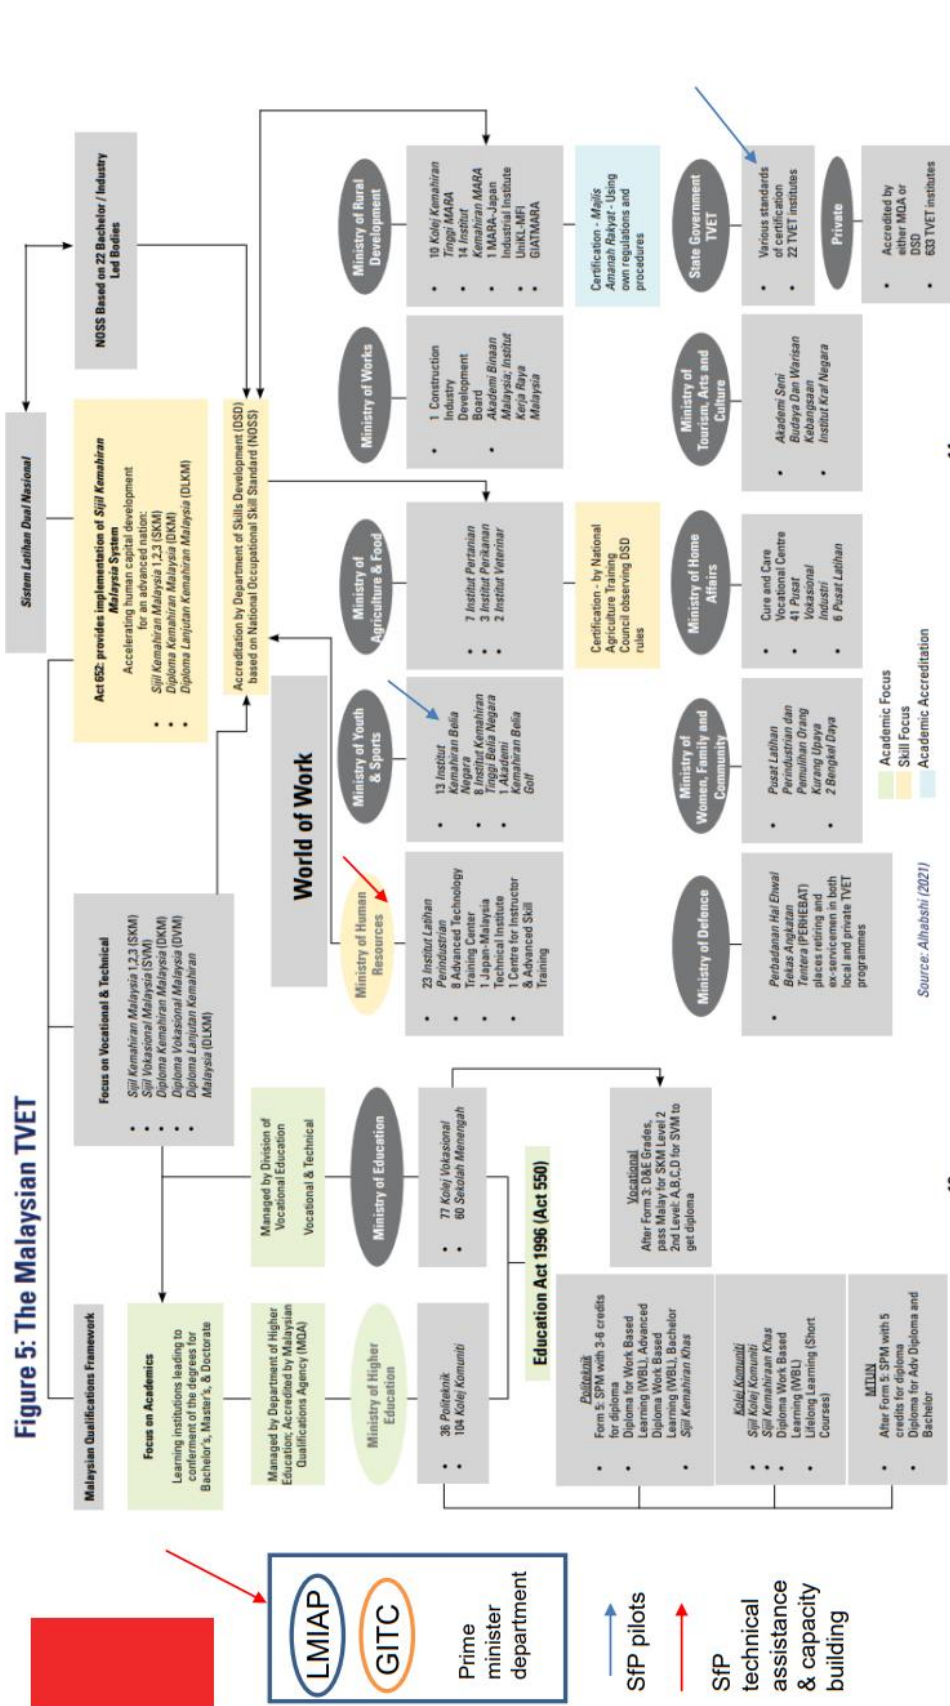 Figure 5: The Malaysian TVET
Malaysian Qualifications Framework
Focus on Academics
Learning institutions leading to
conferment of the degrees for
Bachelor's, Master's, & Doctorate
Managed by Department of Higher
Education; Accredited by Malaysian
Qualifications Agency (MQA)
Ministry of Higher
Education
• 36 Politeknik
• 104 Kolej Komuniti
Focus on Vocational & Technical
• Sijil Kemahiran Malaysia 1,2,3 (SKM)
• Sijil Vokasional Malaysia (SVM)
• Diploma Kemahiran Malaysia (DKM)
• Diploma Vokasional Malaysia (DVM)
• Diploma Lanjutan Kemahiran
Malaysia (DLKM)
Managed by Division of
Vocational Education
Vocational & Technical
Ministry of Education
• 77 Kolej Vokasional
• 60 Sekolah Menengah
Education Act 1996 (Act 550)
Politeknik
• Form 5: SPM with 3-6 credits
for diploma
• Diploma for Work Based
Learning (WBL), Advanced
Diploma Work Based
Learning (WBL), Bachelor
• Sijil Kemahiran Khas
Kolej Komuniti
• Sijil Kolej Komuniti
• Sijil Kemahiraan Khas
• Diploma Work Based
Learning (WBL)
• Lifelong Learning (Short
Courses)
MTUN
• After Form 5: SPM with 5
credits for diploma
• Diploma for Adv Diploma and
Bachelor
Vocational
After Form 3: D&E Grades,
pass Malay for SKM Level 2
2nd Level: A,B,C,D for SVM to
get diploma
Sistem Latihan Dual Nasional
Act 652: provides implementation of Sijil Kemahiran
Malaysia System
Accelerating human capital development
for an advanced nation:
• Sijil Kemahiran Malaysia 1,2,3 (SKM)
• Diploma Kemahiran Malaysia (DKM)
• Diploma Lanjutan Kemahiran Malaysia (DLKM)
NOSS Based on 22 Bachelor / Industry
Led Bodies
Accreditation by Department of Skills Development (DSD)
based on National Occupational Skill Standard (NOSS)
World of Work
Ministry of Human
Resources
• 23 Institut Latihan
Perindustrian
• 8 Advanced Technology
Training Center
• 1 Japan-Malaysia
Technical Institute
• 1 Centre for Instructor
& Advanced Skill
Training
Ministry of Youth
& Sports
• 13 Institut
Kemahiran Belia
Negara
• 8 Institut Kemahiran
Tinggi Belia Negara
• 1 Akademi
Kemahiran Belia
Golf
Ministry of
Agriculture & Food
• 7 Institut Pertanian
• 3 Institut Perikanan
• 2 Institut Veterinar
Certification - by National
Agriculture Training
Council observing DSD
rules
Ministry of Works
• 1 Construction
Industry
Development
Board
• Akademi Binaan
Malaysia; Institut
Kerja Raya
Malaysia
Ministry of Rural
Development
• 10 Kolej Kemahiran
Tinggi MARA
• 14 Institut
Kemahiran MARA
• 1 MARA-Japan
Industrial Institute
• UniKL-MFI
• GIATMARA
Certification - Majlis
Amanah Rakyat - Using
own regulations and
procedures
Ministry of Defence
• Perbadanan Hal Ehwal
Bekas Angkatan
Tentera (PERHEBAT)
places retiring and
ex-servicemen in both
local and private TVET
programmes
Ministry of
Women, Family and
Community
• Pusat Latihan
Perindustrian dan
Pemulihan Orang
Kurang Upaya
• 2 Bengkel Daya
Ministry of Home
Affairs
• Cure and Care
Vocational Centre
• 41 Pusat
Vokasional
Industri
• 6 Pusat Latihan
Ministry of
Tourism, Arts and
Culture
• Akademi Seni
Budaya Dan Warisan
Kebangsaan
• Institut Kraf Negara
State Government
TVET
• Various standards
of certification
• 22 TVET institutes
Private
• Accredited by
either MQA or
DSD
• 633 TVET institutes
Academic Focus
Skill Focus
Academic Accreditation
Source: Alhabshi (2021)
LMIAP
GITC
Prime
minister
department
SfP pilots
SfP
technical
assistance
& capacity
building